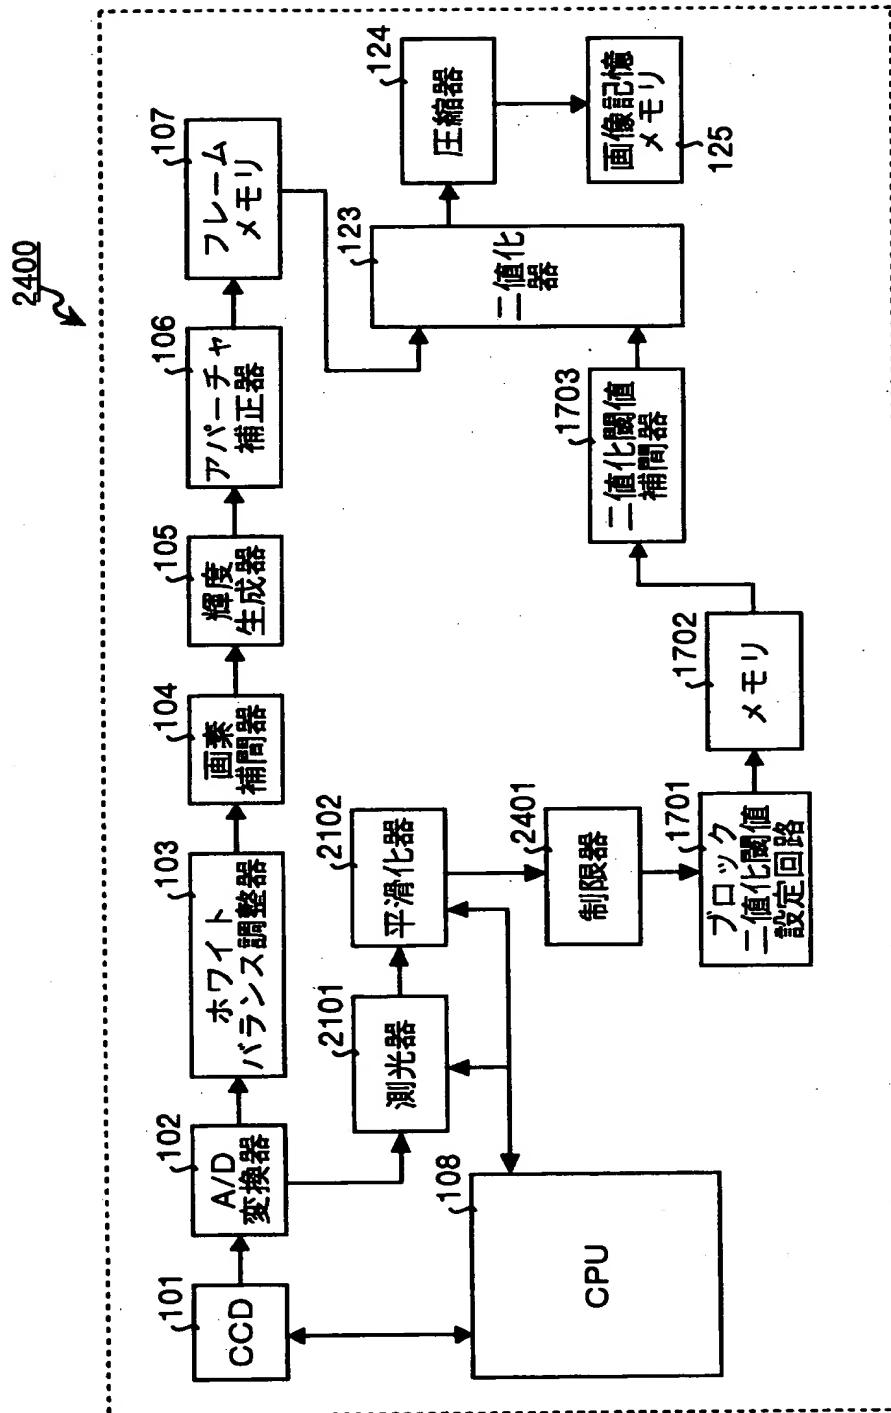 2400
101
CCD
102
A/D
変換器
103
ホワイト
バランス調整器
104
画素
補間器
105
輝度
生成器
106
アパーチャ
補正器
107
フレーム
メモリ
108
CPU
2101
測光器
2102
平滑化器
2401
制限器
1701
ブロック
二値化閾値
設定回路
1702
メモリ
1703
二値化閾値
補間器
123
二値化
器
124
圧縮器
画像記憶
メモリ
125